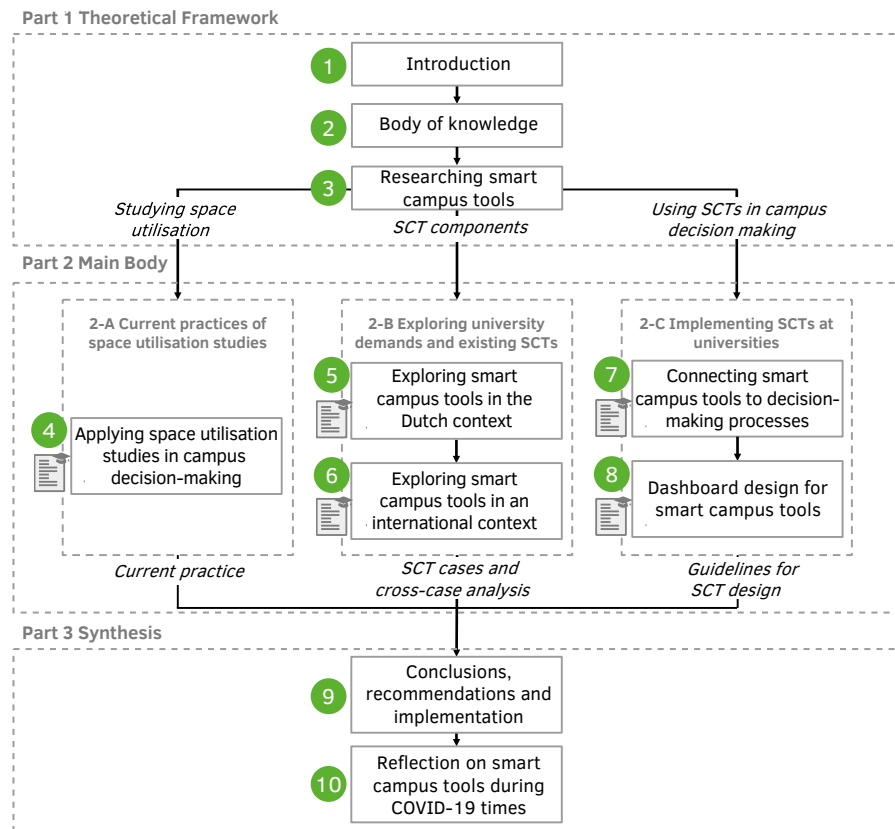 Part 1 Theoretical Framework
1
Introduction
2
Body of knowledge
3
Researching smart
campus tools
Studying space
utilisation
SCT components
Using SCTs in campus
decision making
Part 2 Main Body
2-A Current practices of
space utilisation studies
2-B Exploring university
demands and existing SCTs
2-C Implementing SCTs at
universities
4
Applying space utilisation
studies in campus
decision-making
5
Exploring smart
campus tools in the
Dutch context
6
Exploring smart
campus tools in an
international context
7
Connecting smart
campus tools to decision-
making processes
8
Dashboard design for
smart campus tools
Current practice
SCT cases and
cross-case analysis
Guidelines for
SCT design
Part 3 Synthesis
9
Conclusions,
recommendations and
implementation
10
Reflection on smart
campus tools during
COVID-19 times